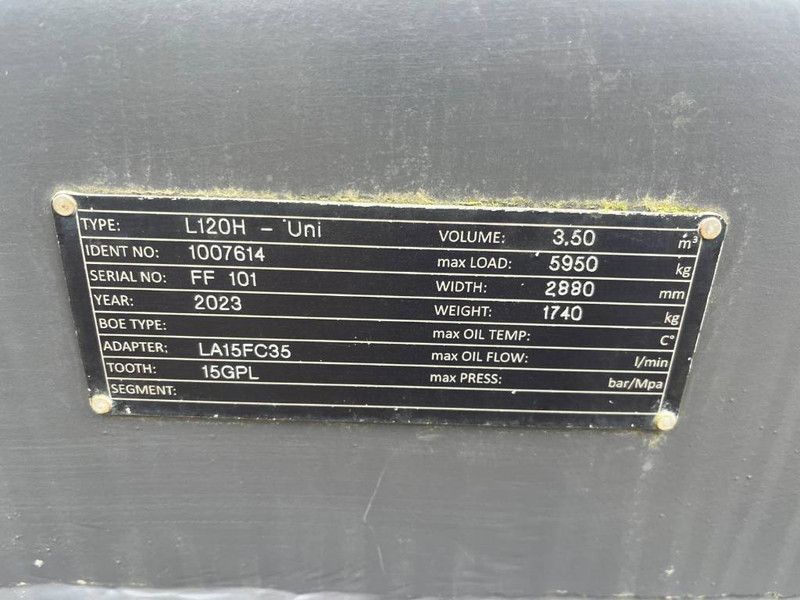 TYPE: L120H - Uni VOLUME: 3.50 m³
IDENT NO: 1007614 max LOAD: 5950 kg
SERIAL NO: FF 101 WIDTH: 2880 mm
YEAR: 2023 WEIGHT: 1740 kg
BOE TYPE: max OIL TEMP: C°
ADAPTER: LA15FC35 max OIL FLOW: l/min
TOOTH: 15GPL max PRESS: bar/Mpa
SEGMENT: